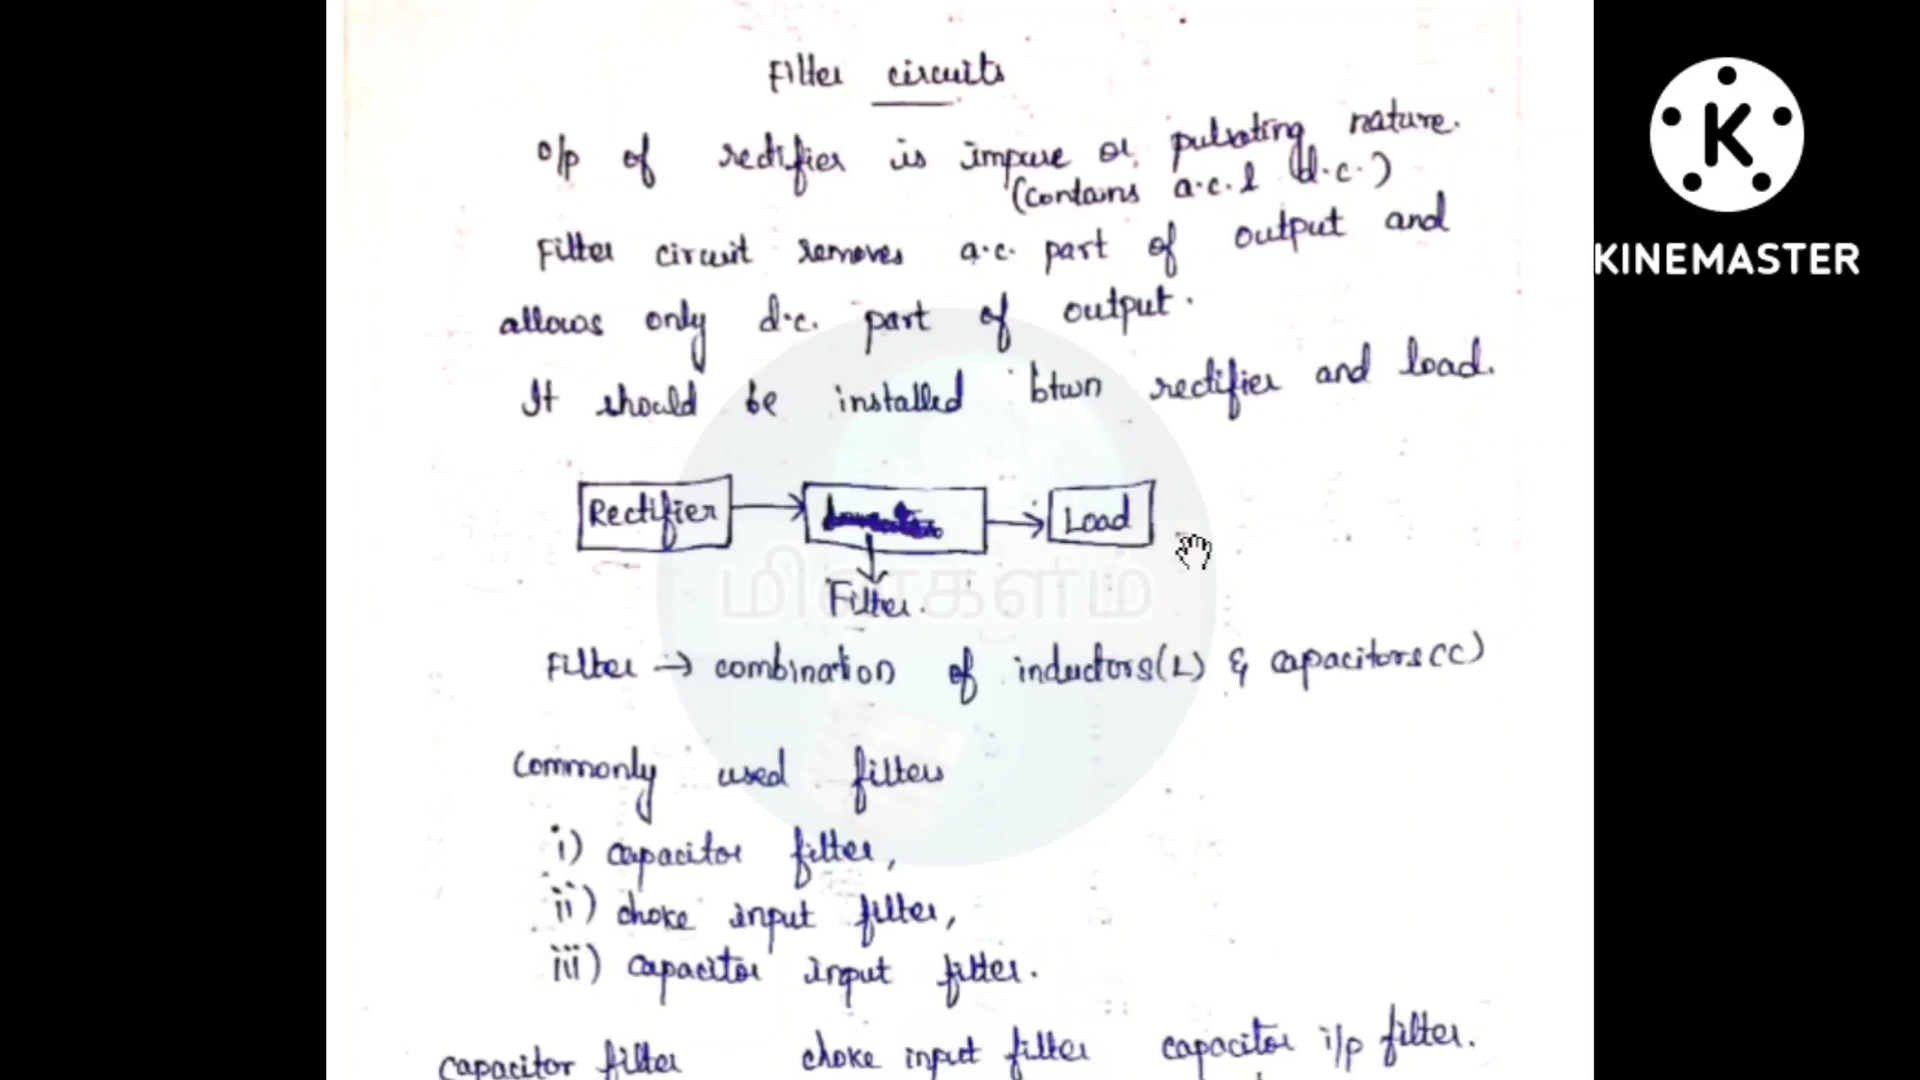 Filter circuits
o/p of rectifier is impure or pulsating nature.
(contains a.c. & d.c.)
Filter circuit removes a.c. part of output and
allows only d.c. part of output.
It should be installed btwn rectifier and load.
Rectifier
Load
Filter.
Filter → combination of inductors(L) & capacitors(C)
commonly used filters
i) capacitor filter,
ii) choke input filter,
iii) capacitor input filter.
capacitor filter choke input filter capacitor i/p filter.
K
KINEMASTER